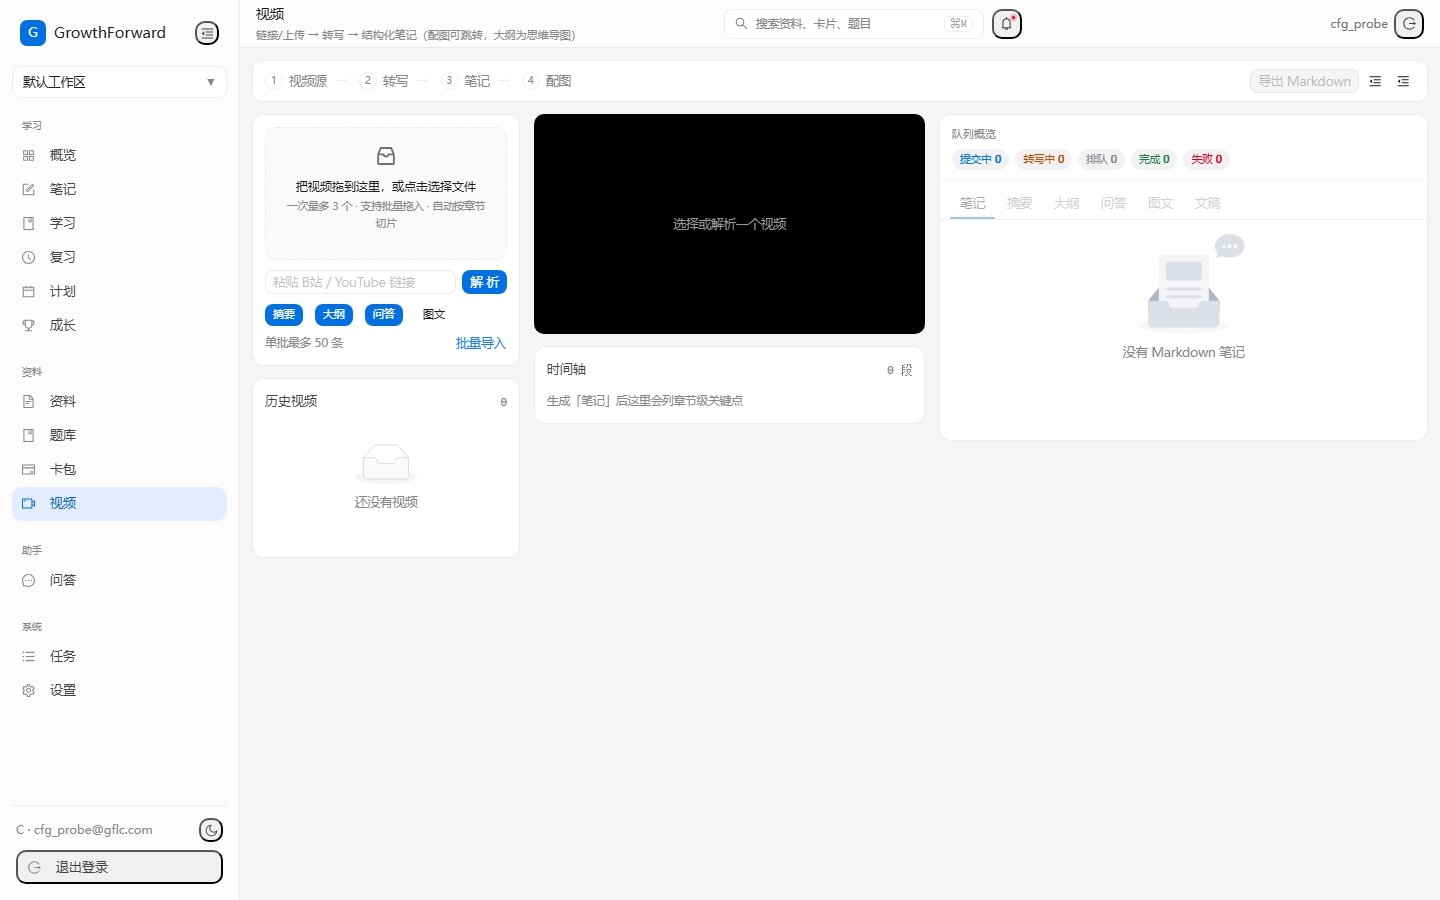 G GrowthForward
默认工作区 ▼
学习
概览
笔记
学习
复习
计划
成长
资料
资料
题库
卡包
视频
助手
问答
系统
任务
设置
C · cfg_probe@gflc.com
退出登录
视频
链接/上传 → 转写 → 结构化笔记（配图可跳转，大纲为思维导图）
搜索资料、卡片、题目 ⌘K
cfg_probe
1 视频源 → 2 转写 → 3 笔记 → 4 配图
导出 Markdown
把视频拖到这里，或点击选择文件
一次最多 3 个 · 支持批量拖入 · 自动按章节
切片
粘贴 B站 / YouTube 链接 解析
摘要 大纲 问答 图文
单批最多 50 条 批量导入
历史视频 0
还没有视频
选择或解析一个视频
时间轴 0 段
生成「笔记」后这里会列章节级关键点
队列概览
提交中 0 转写中 0 排队 0 完成 0 失败 0
笔记 摘要 大纲 问答 图文 文稿
没有 Markdown 笔记